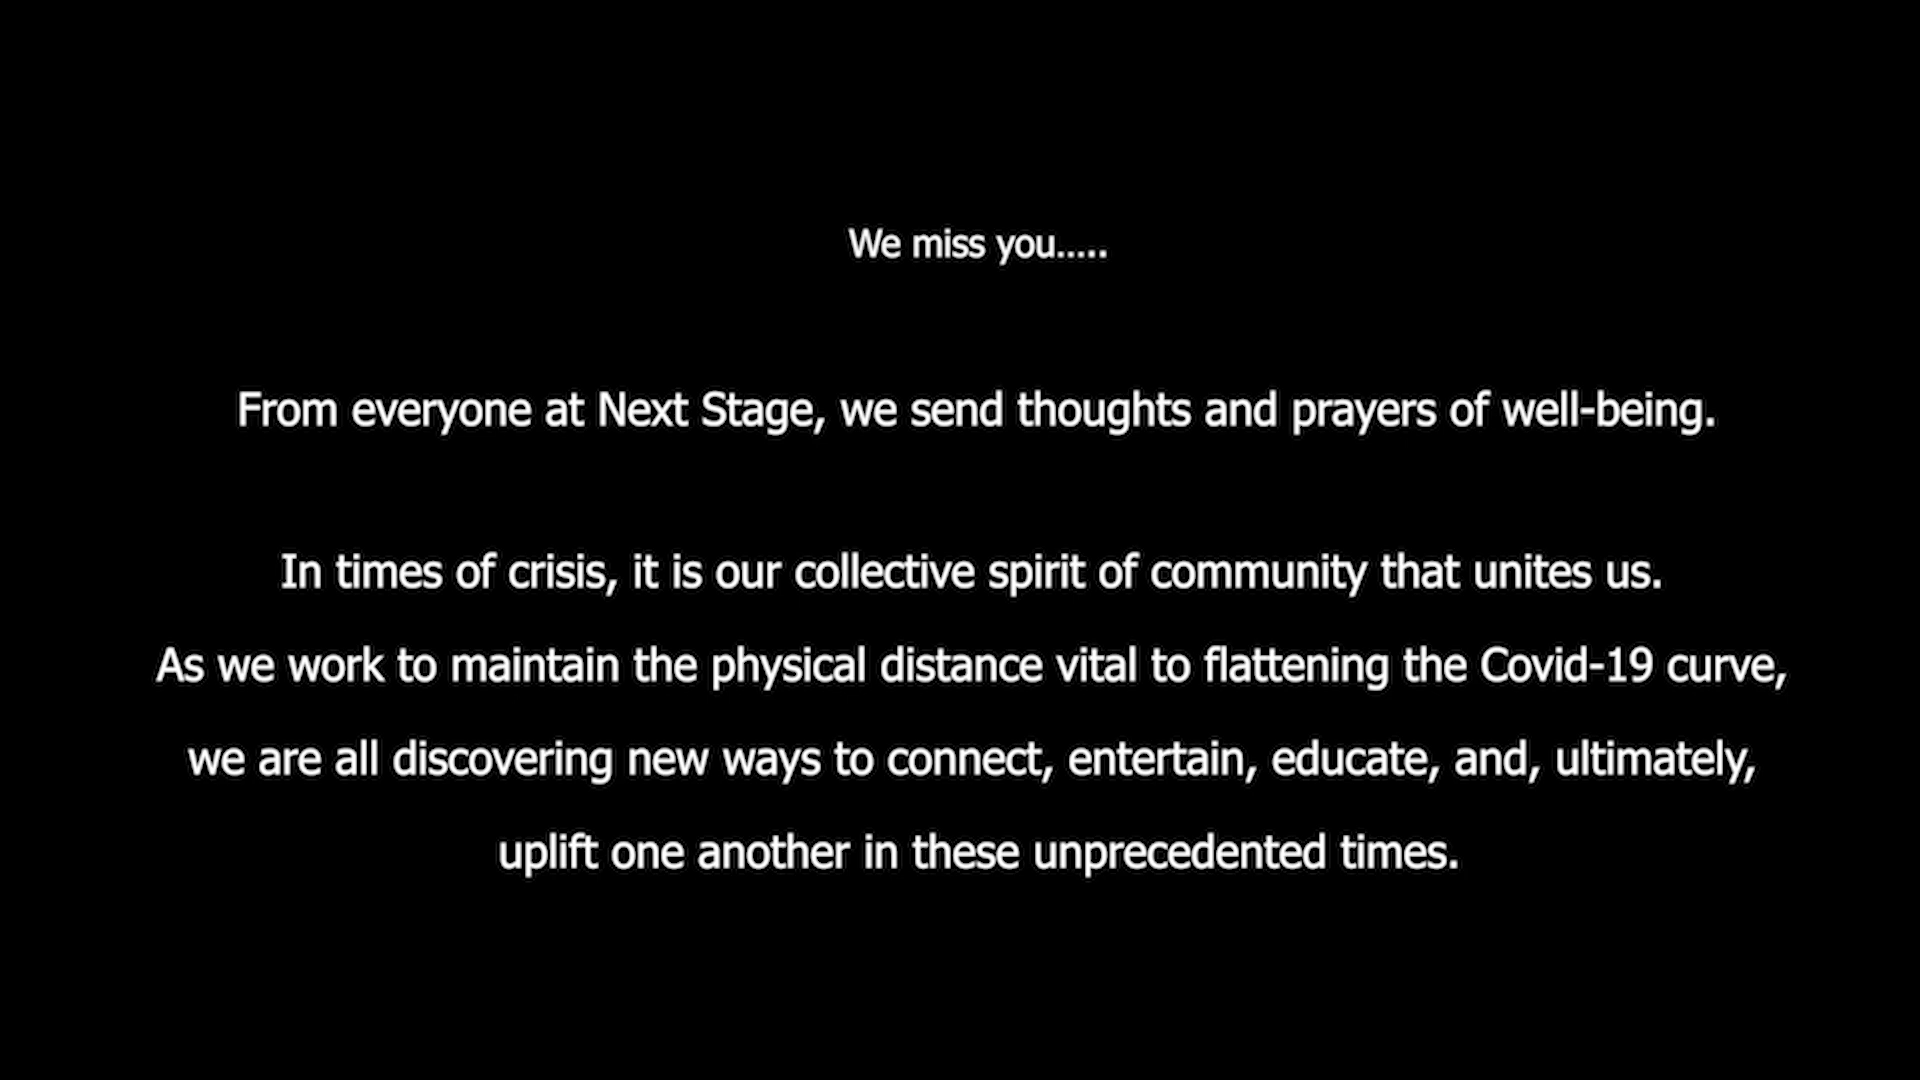 We miss you.....
From everyone at Next Stage, we send thoughts and prayers of well-being.
In times of crisis, it is our collective spirit of community that unites us.
As we work to maintain the physical distance vital to flattening the Covid-19 curve,
we are all discovering new ways to connect, entertain, educate, and, ultimately,
uplift one another in these unprecedented times.